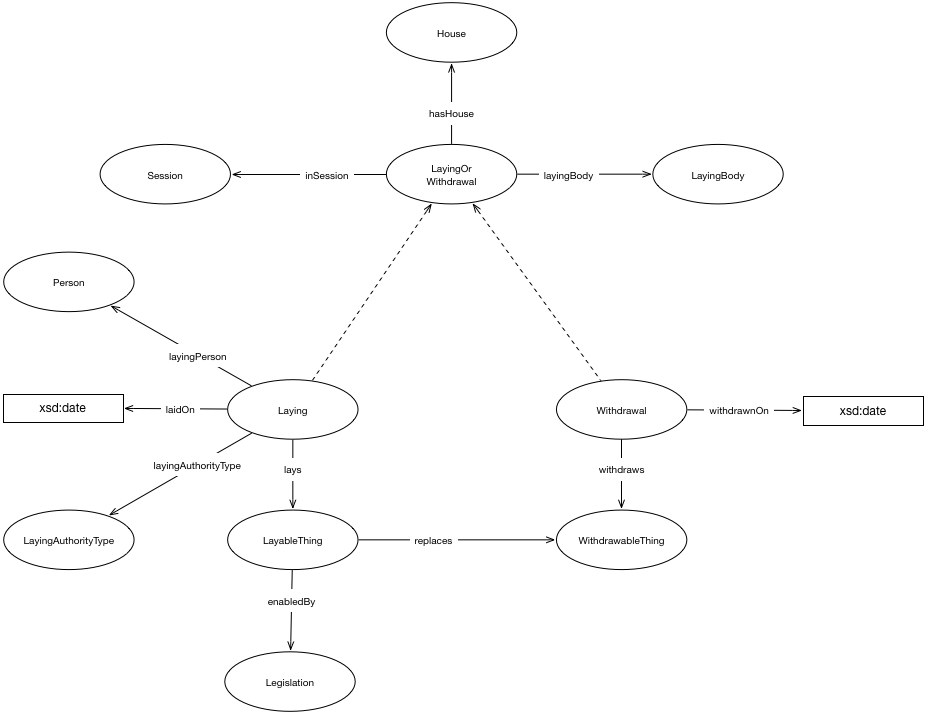 House
hasHouse
Session
inSession
LayingOr
Withdrawal
layingBody
LayingBody
Person
layingPerson
xsd:date
laidOn
Laying
Withdrawal
withdrawnOn
xsd:date
layingAuthorityType
lays
withdraws
LayingAuthorityType
LayableThing
replaces
WithdrawableThing
enabledBy
Legislation